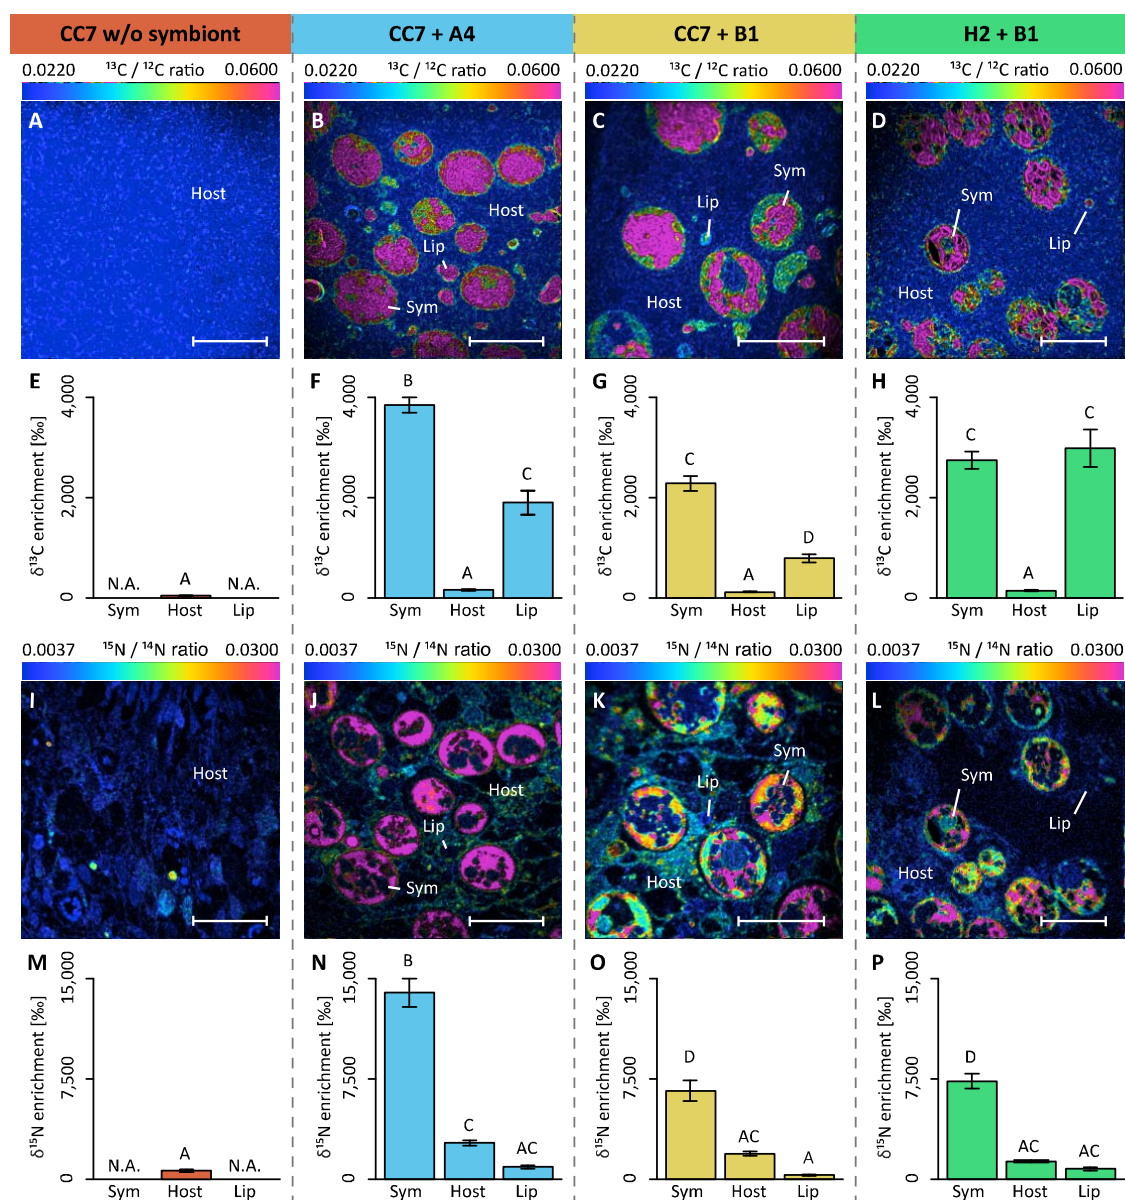 CC7 w/o symbiont CC7 + A4 CC7 + B1 H2 + B1
0.0220 ¹³C / ¹²C ratio 0.0600 0.0220 ¹³C / ¹²C ratio 0.0600 0.0220 ¹³C / ¹²C ratio 0.0600 0.0220 ¹³C / ¹²C ratio 0.0600
A
Host
B
Host
Lip
Sym
C
Sym
Lip
Host
D
Sym
Lip
Host
E
δ¹³C enrichment [‰]
4,000
2,000
0
N.A. A N.A.
Sym Host Lip
F
δ¹³C enrichment [‰]
4,000
2,000
0
B A C
Sym Host Lip
G
δ¹³C enrichment [‰]
4,000
2,000
0
C A D
Sym Host Lip
H
δ¹³C enrichment [‰]
4,000
2,000
0
C A C
Sym Host Lip
0.0037 ¹⁵N / ¹⁴N ratio 0.0300 0.0037 ¹⁵N / ¹⁴N ratio 0.0300 0.0037 ¹⁵N / ¹⁴N ratio 0.0300 0.0037 ¹⁵N / ¹⁴N ratio 0.0300
I
Host
J
Host
Lip
Sym
K
Sym
Lip
Host
L
Sym
Lip
Host
M
δ¹⁵N enrichment [‰]
15,000
7,500
0
N.A. A N.A.
Sym Host Lip
N
δ¹⁵N enrichment [‰]
15,000
7,500
0
B C AC
Sym Host Lip
O
δ¹⁵N enrichment [‰]
15,000
7,500
0
D AC A
Sym Host Lip
P
δ¹⁵N enrichment [‰]
15,000
7,500
0
D AC AC
Sym Host Lip